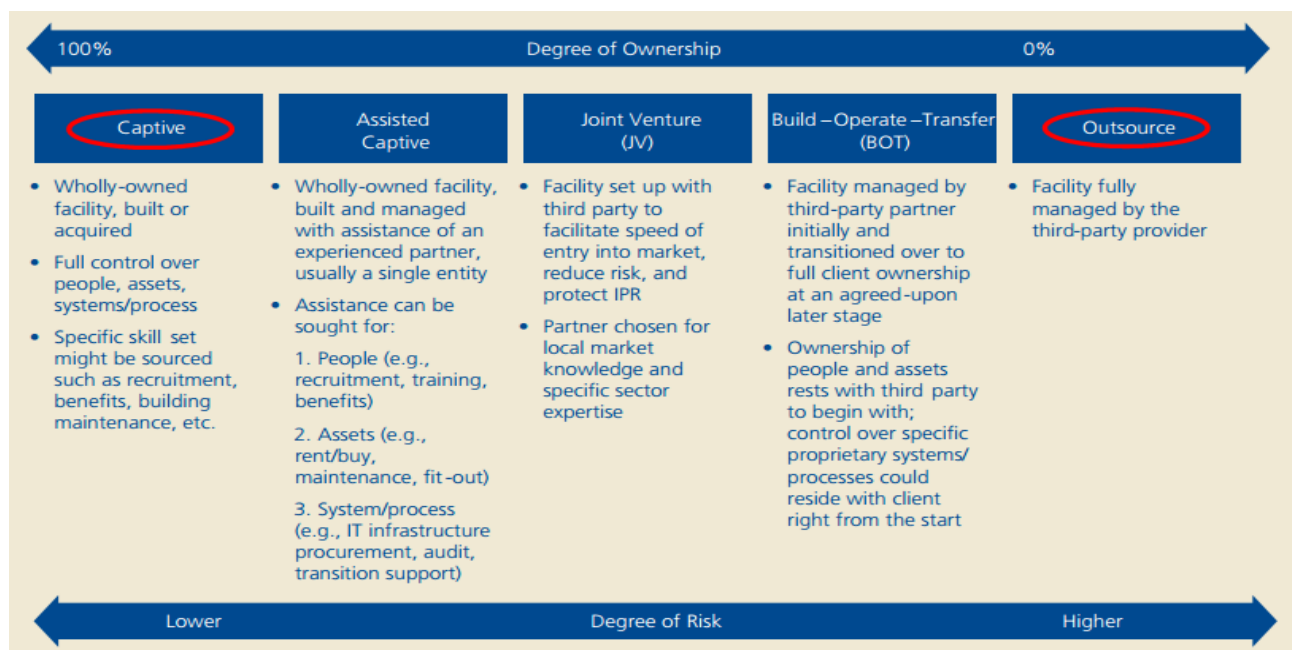 100% Degree of Ownership 0%
Captive
Assisted
Captive
Joint Venture
(JV)
Build –Operate –Transfer
(BOT)
Outsource
• Wholly-owned
facility, built or
acquired
• Full control over
people, assets,
systems/process
• Specific skill set
might be sourced
such as recruitment,
benefits, building
maintenance, etc.
• Wholly-owned facility,
built and managed
with assistance of an
experienced partner,
usually a single entity
• Assistance can be
sought for:
1. People (e.g.,
recruitment, training,
benefits)
2. Assets (e.g.,
rent/buy,
maintenance, fit-out)
3. System/process
(e.g., IT infrastructure
procurement, audit,
transition support)
• Facility set up with
third party to
facilitate speed of
entry into market,
reduce risk, and
protect IPR
• Partner chosen for
local market
knowledge and
specific sector
expertise
• Facility managed by
third-party partner
initially and
transitioned over to
full client ownership
at an agreed-upon
later stage
• Ownership of
people and assets
rests with third party
to begin with;
control over specific
proprietary systems/
processes could
reside with client
right from the start
• Facility fully
managed by the
third-party provider
Lower Degree of Risk Higher